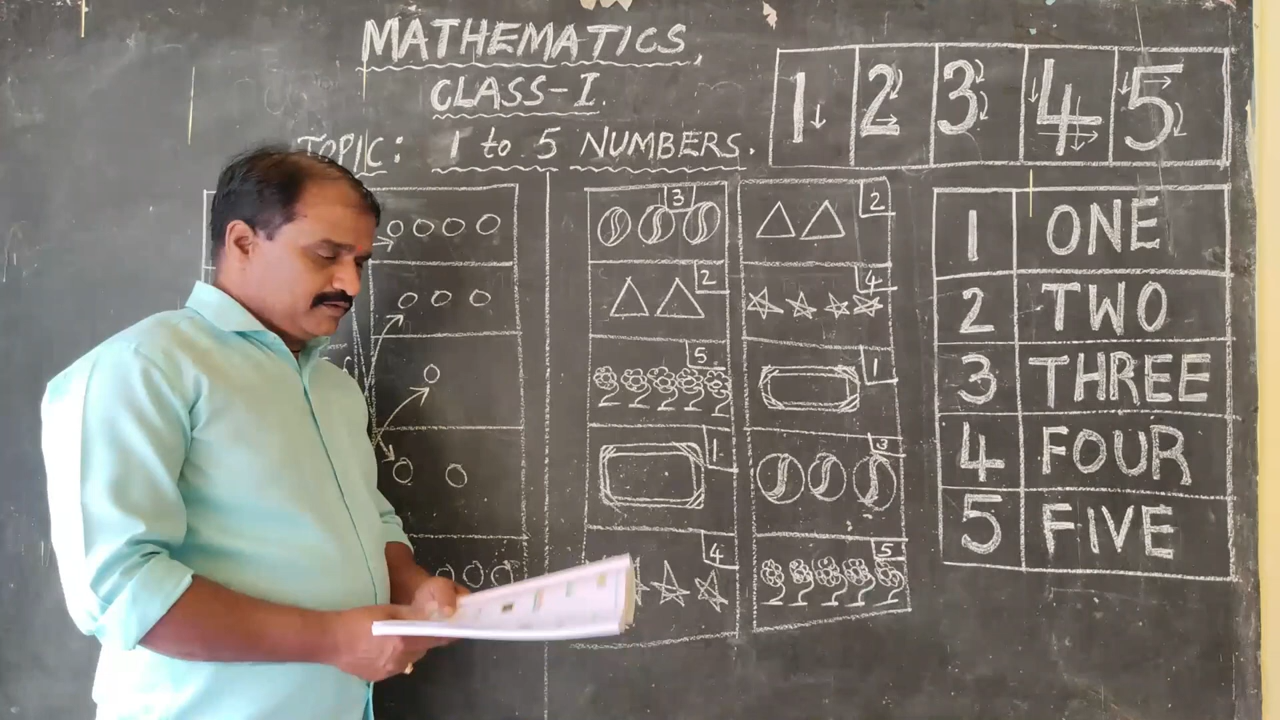 MATHEMATICS,
CLASS-I.
TOPIC: 1 to 5 NUMBERS.
1 2 3 4 5
3 2
2 4
5 1
1 3
4 5
1 ONE
2 TWO
3 THREE
4 FOUR
5 FIVE